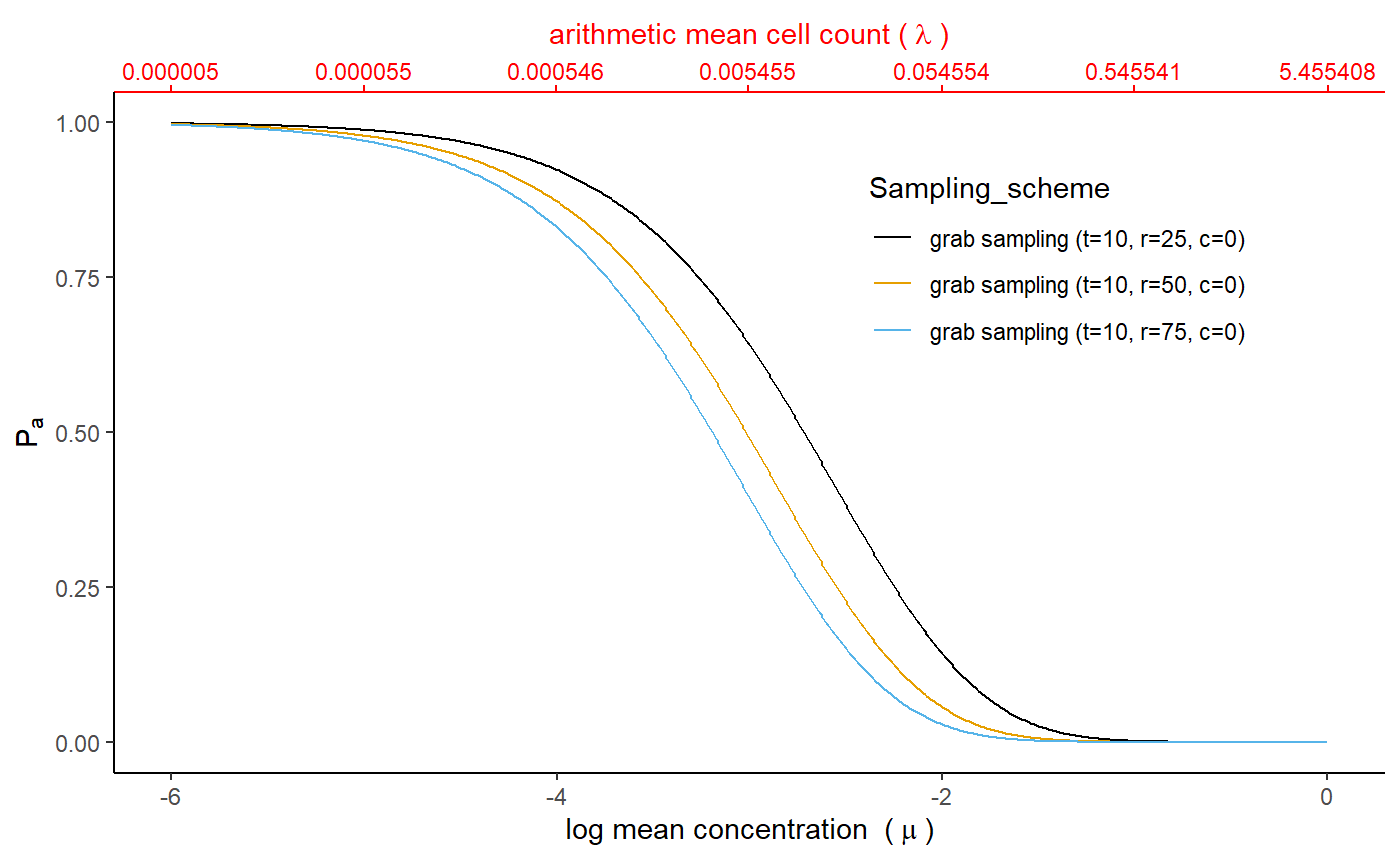 arithmetic mean cell count ( λ )
0.000005 0.000055 0.000546 0.005455 0.054554 0.545541 5.455408
1.00
0.75
0.50
0.25
0.00
Pa
Sampling_scheme
grab sampling (t=10, r=25, c=0)
grab sampling (t=10, r=50, c=0)
grab sampling (t=10, r=75, c=0)
-6 -4 -2 0
log mean concentration  ( μ )